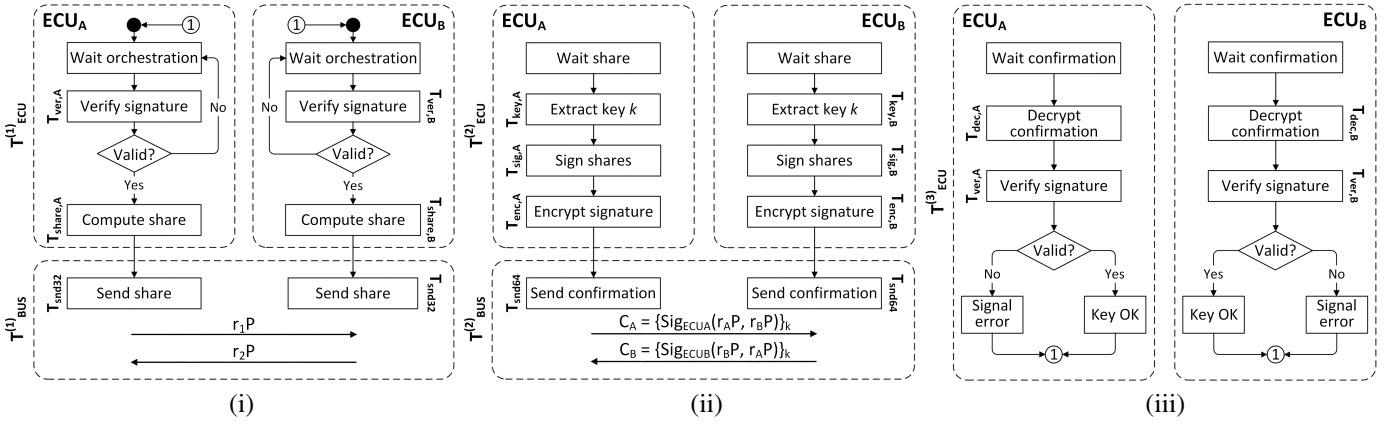 ECU_A
1
Wait orchestration
T_ver,A
Verify signature
No
Valid?
Yes
T^(1)_ECU
T_share,A
Compute share
1
ECU_B
Wait orchestration
No
Verify signature
T_ver,B
Valid?
Yes
Compute share
T_share,B
T^(1)_BUS
T_snd32
Send share
Send share
T_snd32
r₁P
r₂P
(i)
ECU_A
Wait share
T_key,A
Extract key k
T^(2)_ECU
T_sig,A
Sign shares
T_enc,A
Encrypt signature
ECU_B
Wait share
Extract key k
T_key,B
Sign shares
T_sig,B
Encrypt signature
T_enc,B
T^(2)_BUS
T_snd64
Send confirmation
Send confirmation
T_snd64
C_A = {Sig_ECUA(r_AP, r_BP)}_k
C_B = {Sig_ECUB(r_BP, r_AP)}_k
(ii)
ECU_A
Wait confirmation
T_dec,A
Decrypt
confirmation
T_ver,A
Verify signature
T^(3)_ECU
Valid?
No
Yes
Signal
error
Key OK
1
ECU_B
Wait confirmation
Decrypt
confirmation
T_dec,B
Verify signature
T_ver,B
Valid?
Yes
No
Key OK
Signal
error
1
(iii)